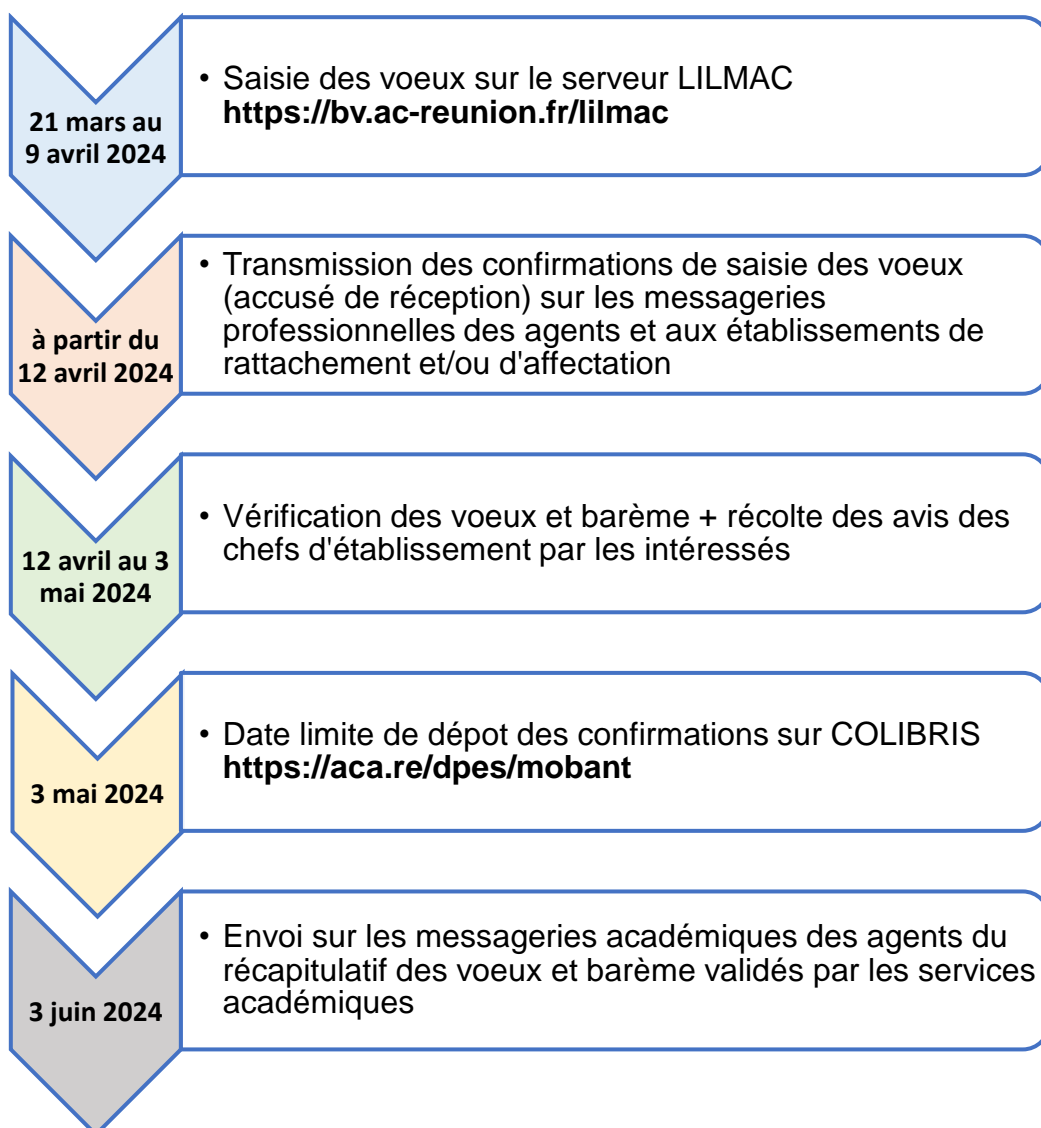 21 mars au
9 avril 2024
• Saisie des voeux sur le serveur LILMAC
https://bv.ac-reunion.fr/lilmac
à partir du
12 avril 2024
• Transmission des confirmations de saisie des voeux
(accusé de réception) sur les messageries
professionnelles des agents et aux établissements de
rattachement et/ou d'affectation
12 avril au 3
mai 2024
• Vérification des voeux et barème + récolte des avis des
chefs d'établissement par les intéressés
3 mai 2024
• Date limite de dépot des confirmations sur COLIBRIS
https://aca.re/dpes/mobant
3 juin 2024
• Envoi sur les messageries académiques des agents du
récapitulatif des voeux et barème validés par les services
académiques